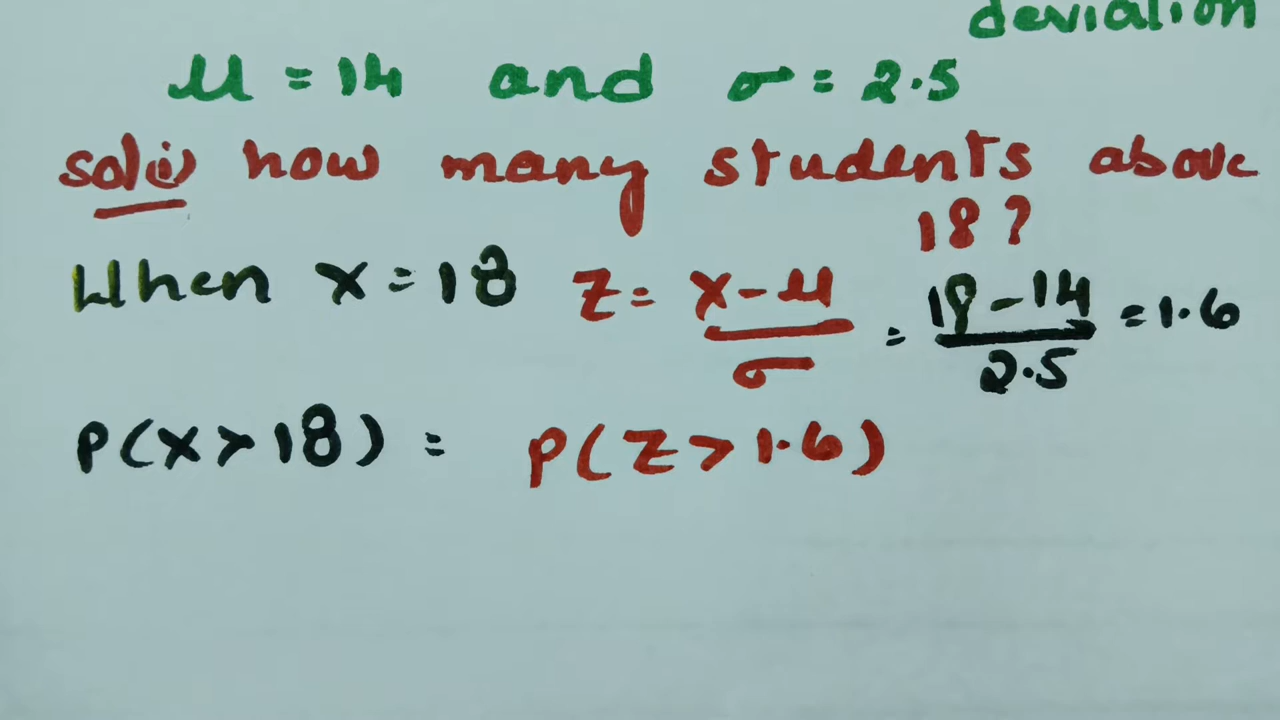 deviation
μ = 14 and σ = 2.5
sol(i) how many students above
18?
When x = 18 z = x - μ / σ = 18 - 14 / 2.5 = 1.6
P(x > 18) = P(z > 1.6)